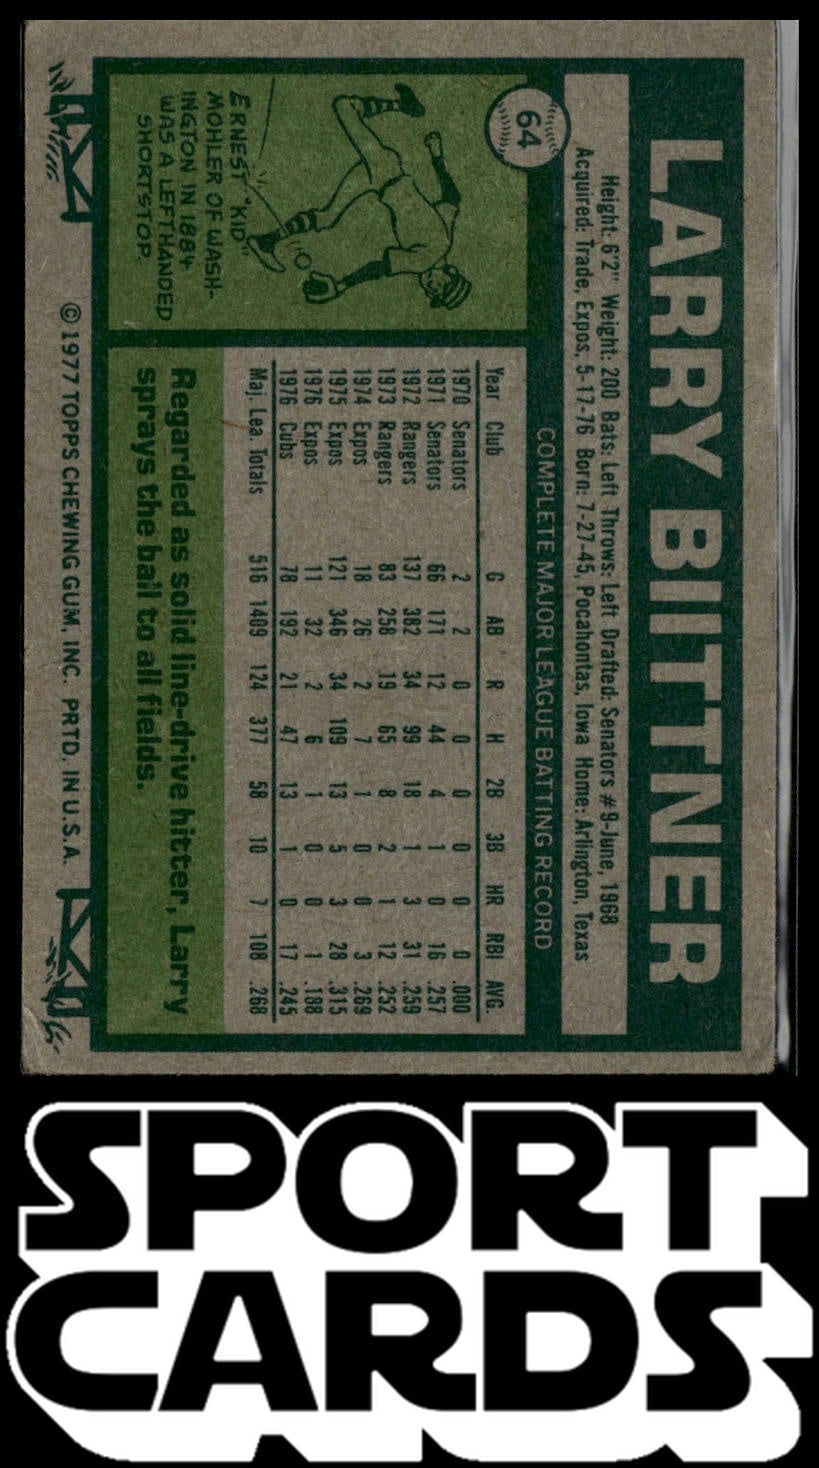 64
LARRY BIITTNER
Height: 6'2" Weight: 200 Bats: Left Throws: Left Drafted: Senators #9-June, 1968
Acquired: Trade, Expos, 5-17-76 Born: 7-27-45, Pocahontas, Iowa Home: Arlington, Texas
COMPLETE MAJOR LEAGUE BATTING RECORD
Year Club G AB R H 2B 3B HR RBI AVG.
1970 Senators 2 2 0 0 0 0 0 0 .000
1971 Senators 66 171 12 44 4 1 0 16 .257
1972 Rangers 137 382 34 99 18 1 3 31 .259
1973 Rangers 83 258 19 65 8 2 1 12 .252
1974 Expos 18 26 2 7 1 0 0 3 .269
1975 Expos 121 346 34 109 13 5 3 28 .315
1976 Expos 11 32 2 6 1 0 0 1 .188
1976 Cubs 78 192 21 47 13 1 0 17 .245
Maj. Lea. Totals 516 1409 124 377 58 10 7 108 .268
ERNEST "KID"
MOHLER OF WASH-
INGTON IN 1884
WAS A LEFTHANDED
SHORTSTOP.
Regarded as solid line-drive hitter, Larry
sprays the ball to all fields.
©1977 TOPPS CHEWING GUM, INC. PRTD. IN U.S.A.
SPORT
CARDS